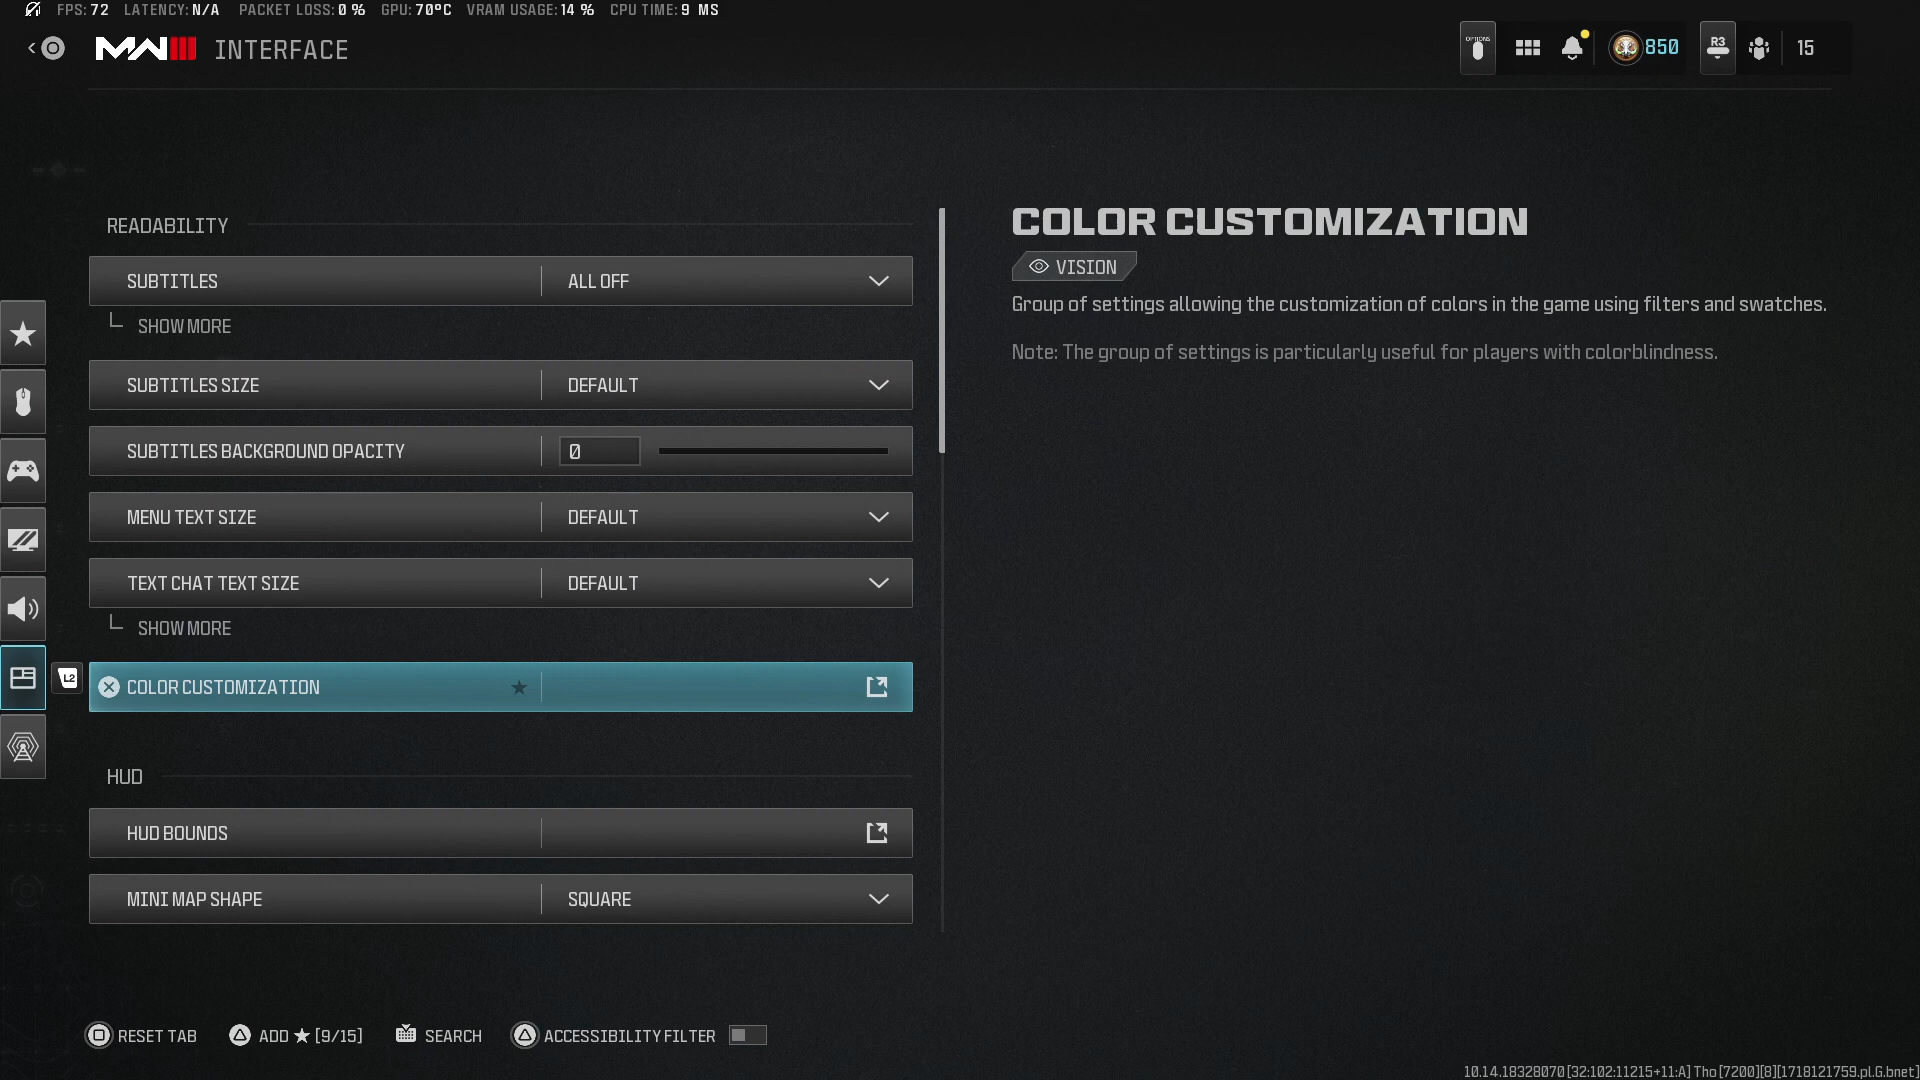 FPS: 72 LATENCY: N/A PACKET LOSS: 0 % GPU: 70°C VRAM USAGE: 14 % CPU TIME: 9 MS
MWIII INTERFACE
OPTIONS 850 R3 15
READABILITY
SUBTITLES ALL OFF
SHOW MORE
SUBTITLES SIZE DEFAULT
SUBTITLES BACKGROUND OPACITY 0
MENU TEXT SIZE DEFAULT
TEXT CHAT TEXT SIZE DEFAULT
SHOW MORE
L2 COLOR CUSTOMIZATION
HUD
HUD BOUNDS
MINI MAP SHAPE SQUARE
COLOR CUSTOMIZATION
VISION
Group of settings allowing the customization of colors in the game using filters and swatches.
Note: The group of settings is particularly useful for players with colorblindness.
RESET TAB ADD ★ [9/15] SEARCH ACCESSIBILITY FILTER
10.14.18328070 [32:102:11215+11:A] Tho [7200][8][1718121759.pl.G.bnet]